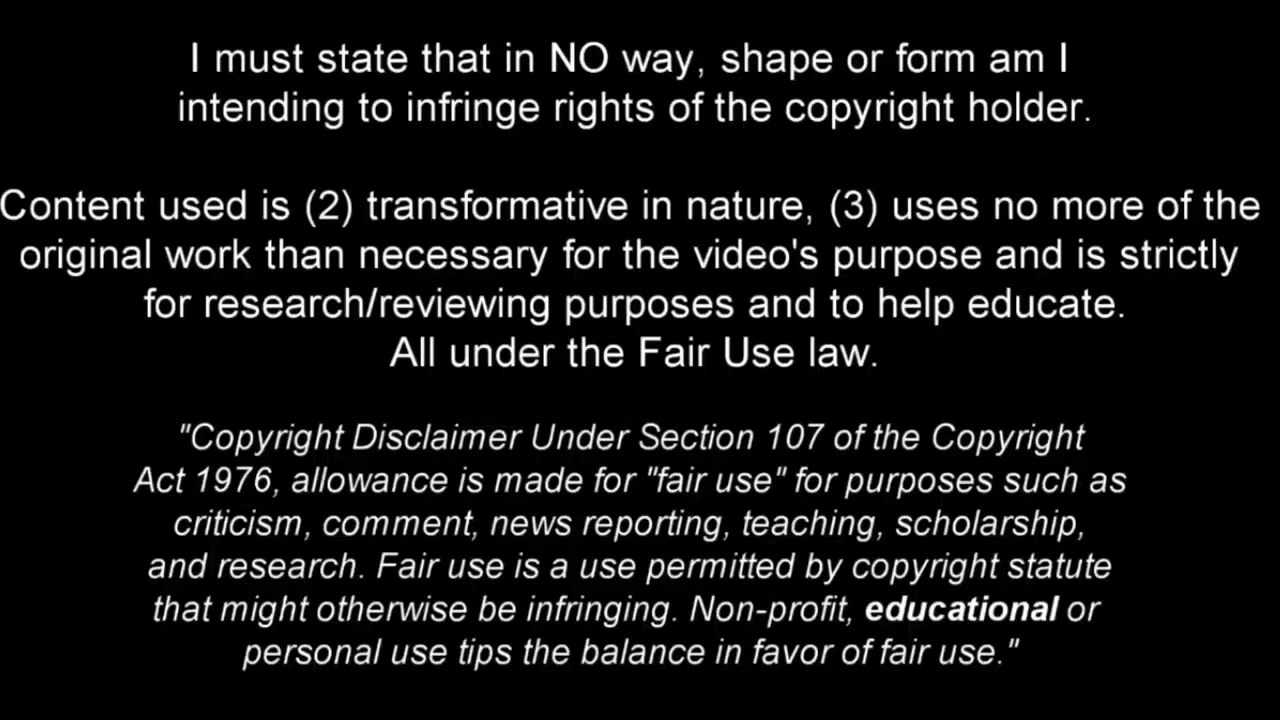 I must state that in NO way, shape or form am I
intending to infringe rights of the copyright holder.
Content used is (2) transformative in nature, (3) uses no more of the
original work than necessary for the video's purpose and is strictly
for research/reviewing purposes and to help educate.
All under the Fair Use law.
"Copyright Disclaimer Under Section 107 of the Copyright
Act 1976, allowance is made for "fair use" for purposes such as
criticism, comment, news reporting, teaching, scholarship,
and research. Fair use is a use permitted by copyright statute
that might otherwise be infringing. Non-profit, educational or
personal use tips the balance in favor of fair use."